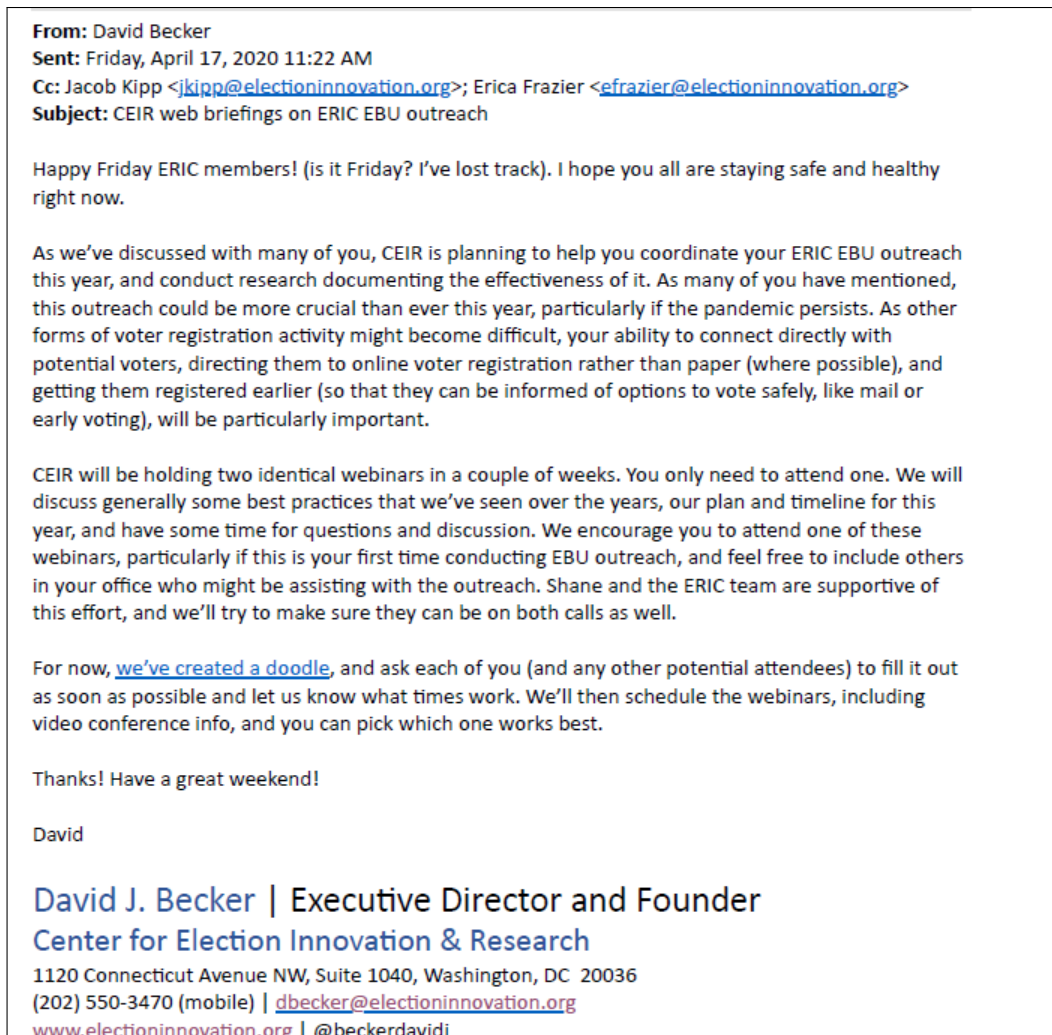 From: David Becker
Sent: Friday, April 17, 2020 11:22 AM
Cc: Jacob Kipp <jkipp@electioninnovation.org>; Erica Frazier <efrazier@electioninnovation.org>
Subject: CEIR web briefings on ERIC EBU outreach
Happy Friday ERIC members! (is it Friday? I've lost track). I hope you all are staying safe and healthy
right now.
As we've discussed with many of you, CEIR is planning to help you coordinate your ERIC EBU outreach
this year, and conduct research documenting the effectiveness of it. As many of you have mentioned,
this outreach could be more crucial than ever this year, particularly if the pandemic persists. As other
forms of voter registration activity might become difficult, your ability to connect directly with
potential voters, directing them to online voter registration rather than paper (where possible), and
getting them registered earlier (so that they can be informed of options to vote safely, like mail or
early voting), will be particularly important.
CEIR will be holding two identical webinars in a couple of weeks. You only need to attend one. We will
discuss generally some best practices that we've seen over the years, our plan and timeline for this
year, and have some time for questions and discussion. We encourage you to attend one of these
webinars, particularly if this is your first time conducting EBU outreach, and feel free to include others
in your office who might be assisting with the outreach. Shane and the ERIC team are supportive of
this effort, and we'll try to make sure they can be on both calls as well.
For now, we've created a doodle, and ask each of you (and any other potential attendees) to fill it out
as soon as possible and let us know what times work. We'll then schedule the webinars, including
video conference info, and you can pick which one works best.
Thanks! Have a great weekend!
David
David J. Becker | Executive Director and Founder
Center for Election Innovation & Research
1120 Connecticut Avenue NW, Suite 1040, Washington, DC 20036
(202) 550-3470 (mobile) | dbecker@electioninnovation.org
www.electioninnovation.org | @beckerdavidj